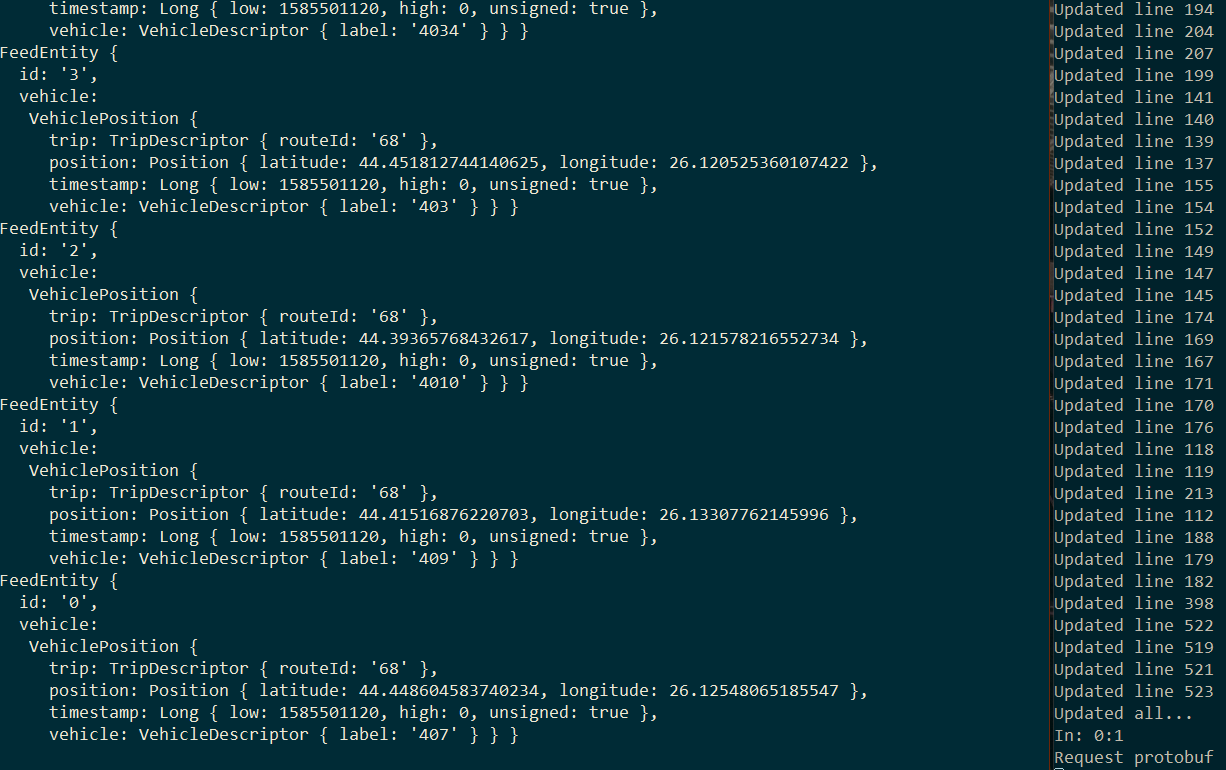 timestamp: Long { low: 1585501120, high: 0, unsigned: true },
vehicle: VehicleDescriptor { label: '4034' } } }
FeedEntity {
id: '3',
vehicle:
VehiclePosition {
trip: TripDescriptor { routeId: '68' },
position: Position { latitude: 44.451812744140625, longitude: 26.120525360107422 },
timestamp: Long { low: 1585501120, high: 0, unsigned: true },
vehicle: VehicleDescriptor { label: '403' } } }
FeedEntity {
id: '2',
vehicle:
VehiclePosition {
trip: TripDescriptor { routeId: '68' },
position: Position { latitude: 44.39365768432617, longitude: 26.121578216552734 },
timestamp: Long { low: 1585501120, high: 0, unsigned: true },
vehicle: VehicleDescriptor { label: '4010' } } }
FeedEntity {
id: '1',
vehicle:
VehiclePosition {
trip: TripDescriptor { routeId: '68' },
position: Position { latitude: 44.41516876220703, longitude: 26.13307762145996 },
timestamp: Long { low: 1585501120, high: 0, unsigned: true },
vehicle: VehicleDescriptor { label: '409' } } }
FeedEntity {
id: '0',
vehicle:
VehiclePosition {
trip: TripDescriptor { routeId: '68' },
position: Position { latitude: 44.448604583740234, longitude: 26.12548065185547 },
timestamp: Long { low: 1585501120, high: 0, unsigned: true },
vehicle: VehicleDescriptor { label: '407' } } }
Updated line 194
Updated line 204
Updated line 207
Updated line 199
Updated line 141
Updated line 140
Updated line 139
Updated line 137
Updated line 155
Updated line 154
Updated line 152
Updated line 149
Updated line 147
Updated line 145
Updated line 174
Updated line 169
Updated line 167
Updated line 171
Updated line 170
Updated line 176
Updated line 118
Updated line 119
Updated line 213
Updated line 112
Updated line 188
Updated line 179
Updated line 182
Updated line 398
Updated line 522
Updated line 519
Updated line 521
Updated line 523
Updated all...
In: 0:1
Request protobuf